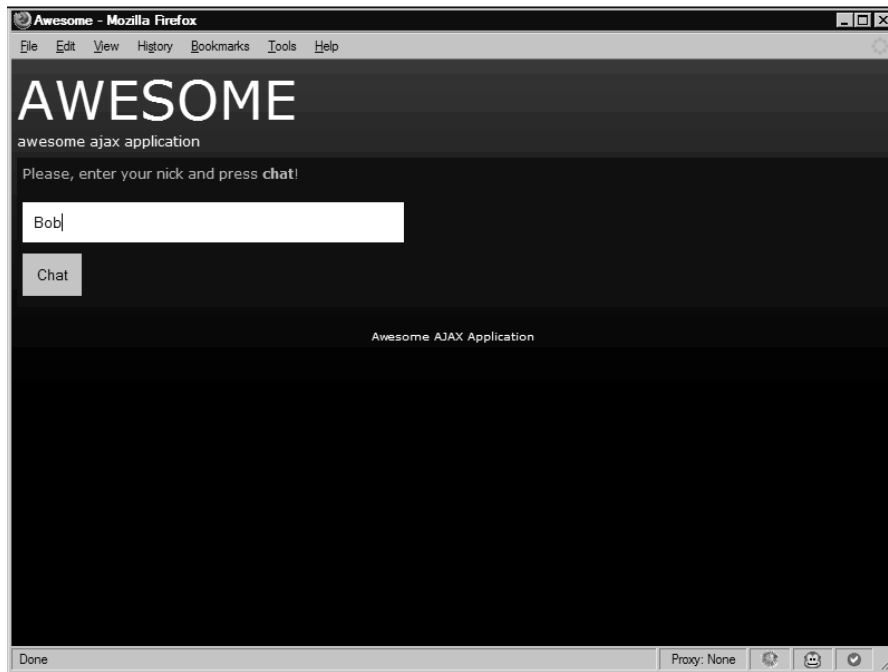 Awesome - Mozilla Firefox
File Edit View History Bookmarks Tools Help
AWESOME
awesome ajax application
Please, enter your nick and press chat!
Bob
Chat
Awesome AJAX Application
Done Proxy: None